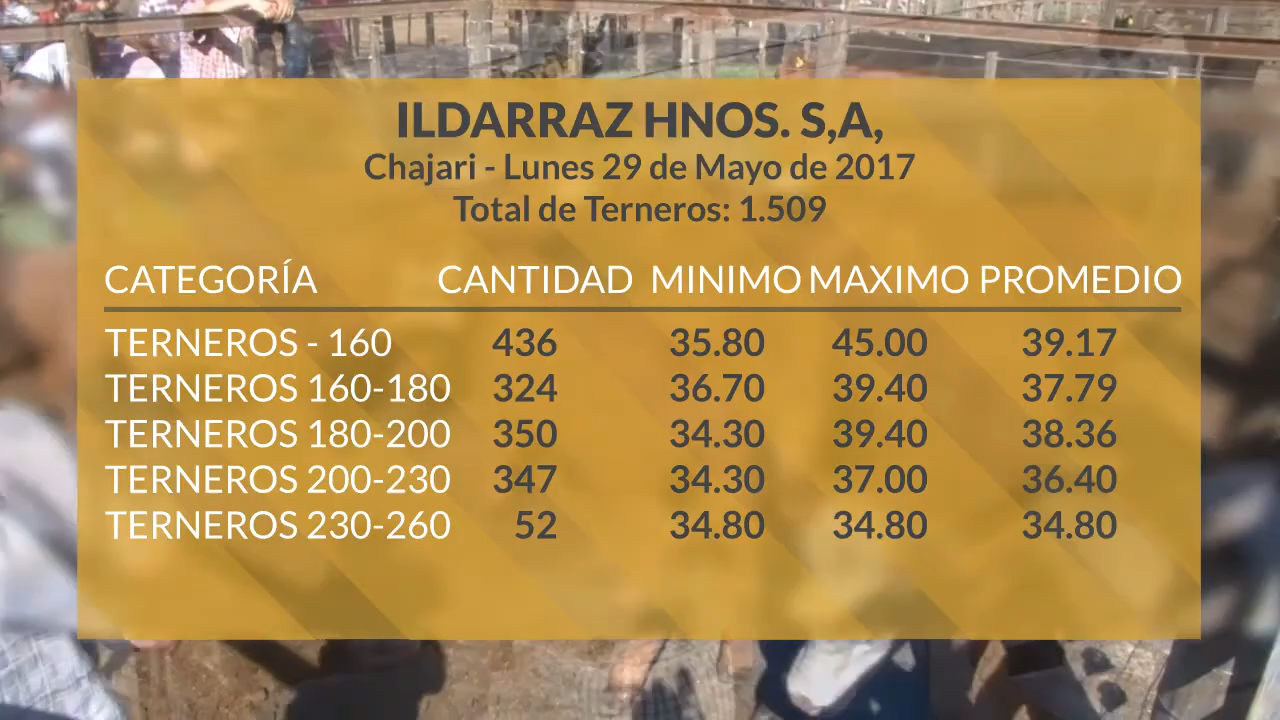 ILDARRAZ HNOS. S,A,
Chajari - Lunes 29 de Mayo de 2017
Total de Terneros: 1.509
CATEGORÍA CANTIDAD MINIMO MAXIMO PROMEDIO
TERNEROS - 160 436 35.80 45.00 39.17
TERNEROS 160-180 324 36.70 39.40 37.79
TERNEROS 180-200 350 34.30 39.40 38.36
TERNEROS 200-230 347 34.30 37.00 36.40
TERNEROS 230-260 52 34.80 34.80 34.80